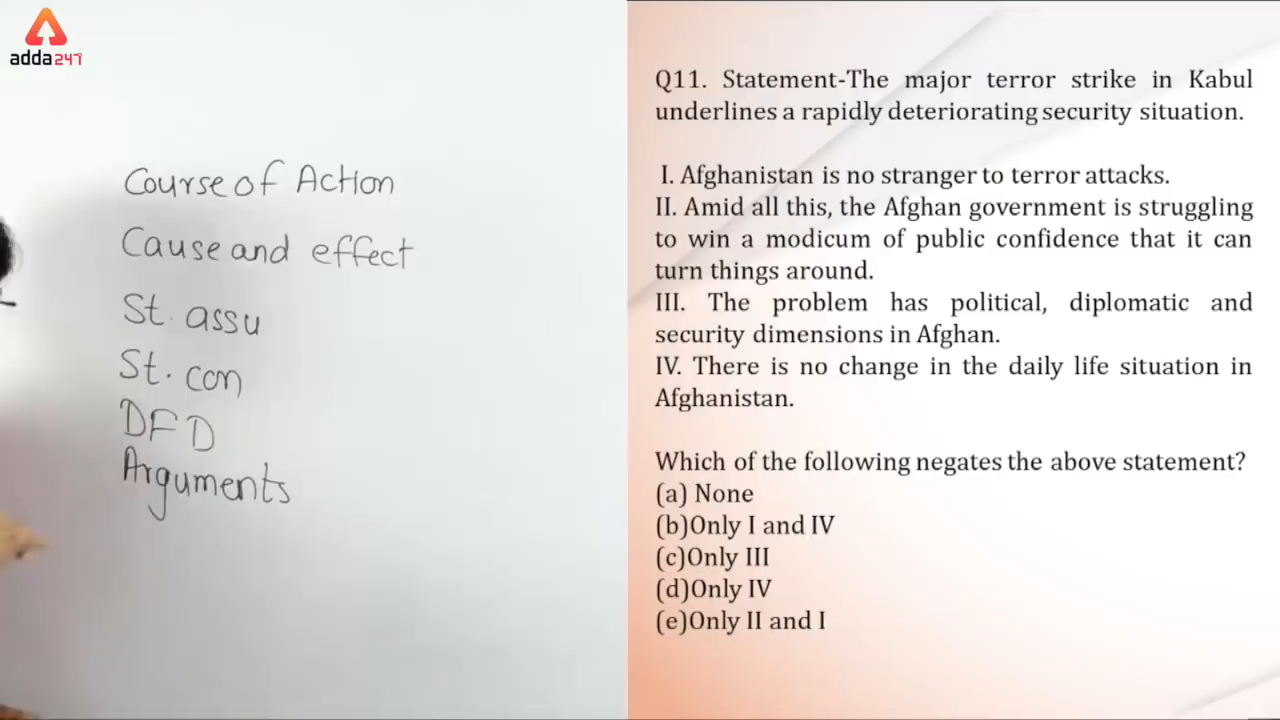 adda247
Course of Action
Cause and effect
St. assu
St. con
DFD
Arguments
Q11. Statement-The major terror strike in Kabul
underlines a rapidly deteriorating security situation.
I. Afghanistan is no stranger to terror attacks.
II. Amid all this, the Afghan government is struggling
to win a modicum of public confidence that it can
turn things around.
III. The problem has political, diplomatic and
security dimensions in Afghan.
IV. There is no change in the daily life situation in
Afghanistan.
Which of the following negates the above statement?
(a) None
(b)Only I and IV
(c)Only III
(d)Only IV
(e)Only II and I